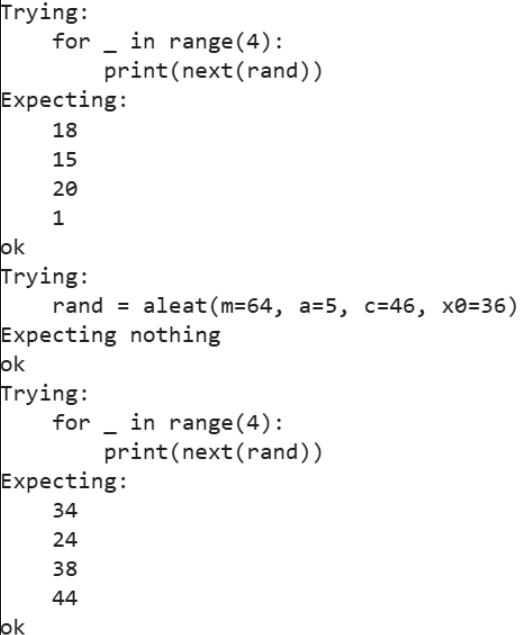 Trying:
    for _ in range(4):
        print(next(rand))
Expecting:
    18
    15
    20
    1
ok
Trying:
    rand = aleat(m=64, a=5, c=46, x0=36)
Expecting nothing
ok
Trying:
    for _ in range(4):
        print(next(rand))
Expecting:
    34
    24
    38
    44
ok